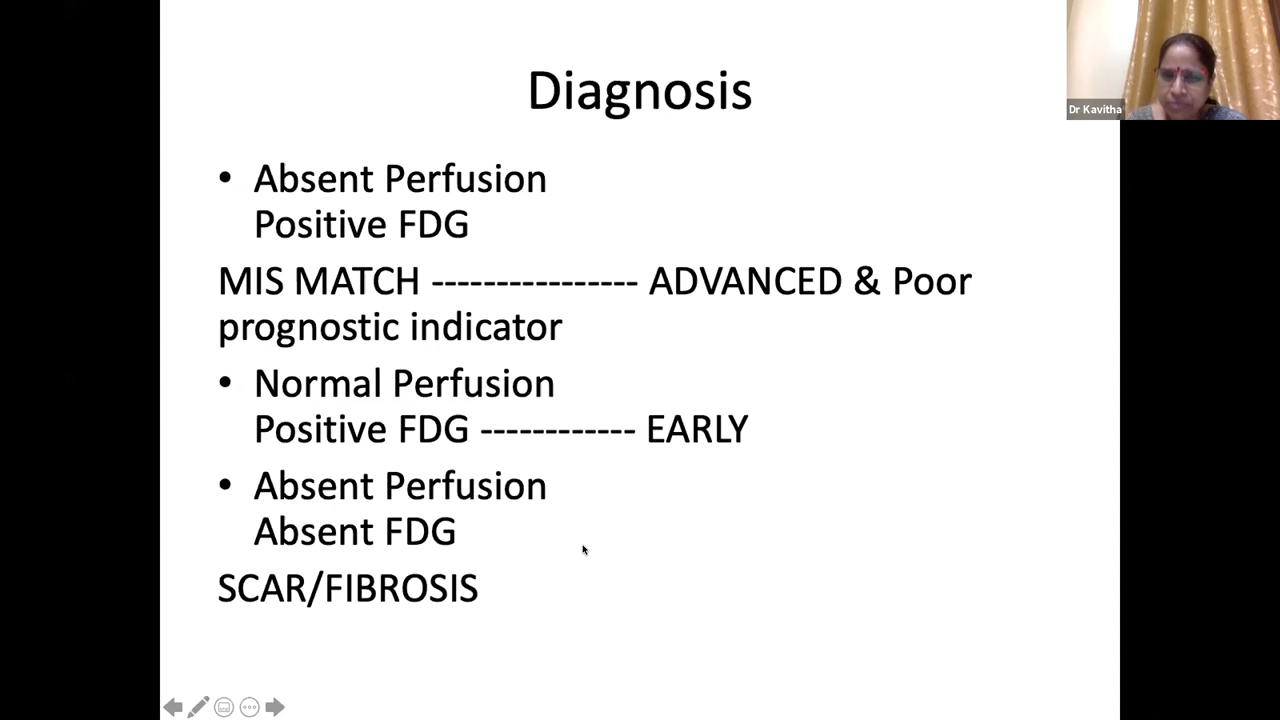 Diagnosis
Dr Kavitha
• Absent Perfusion
Positive FDG
MIS MATCH ---------------- ADVANCED & Poor
prognostic indicator
• Normal Perfusion
Positive FDG ------------ EARLY
• Absent Perfusion
Absent FDG
SCAR/FIBROSIS